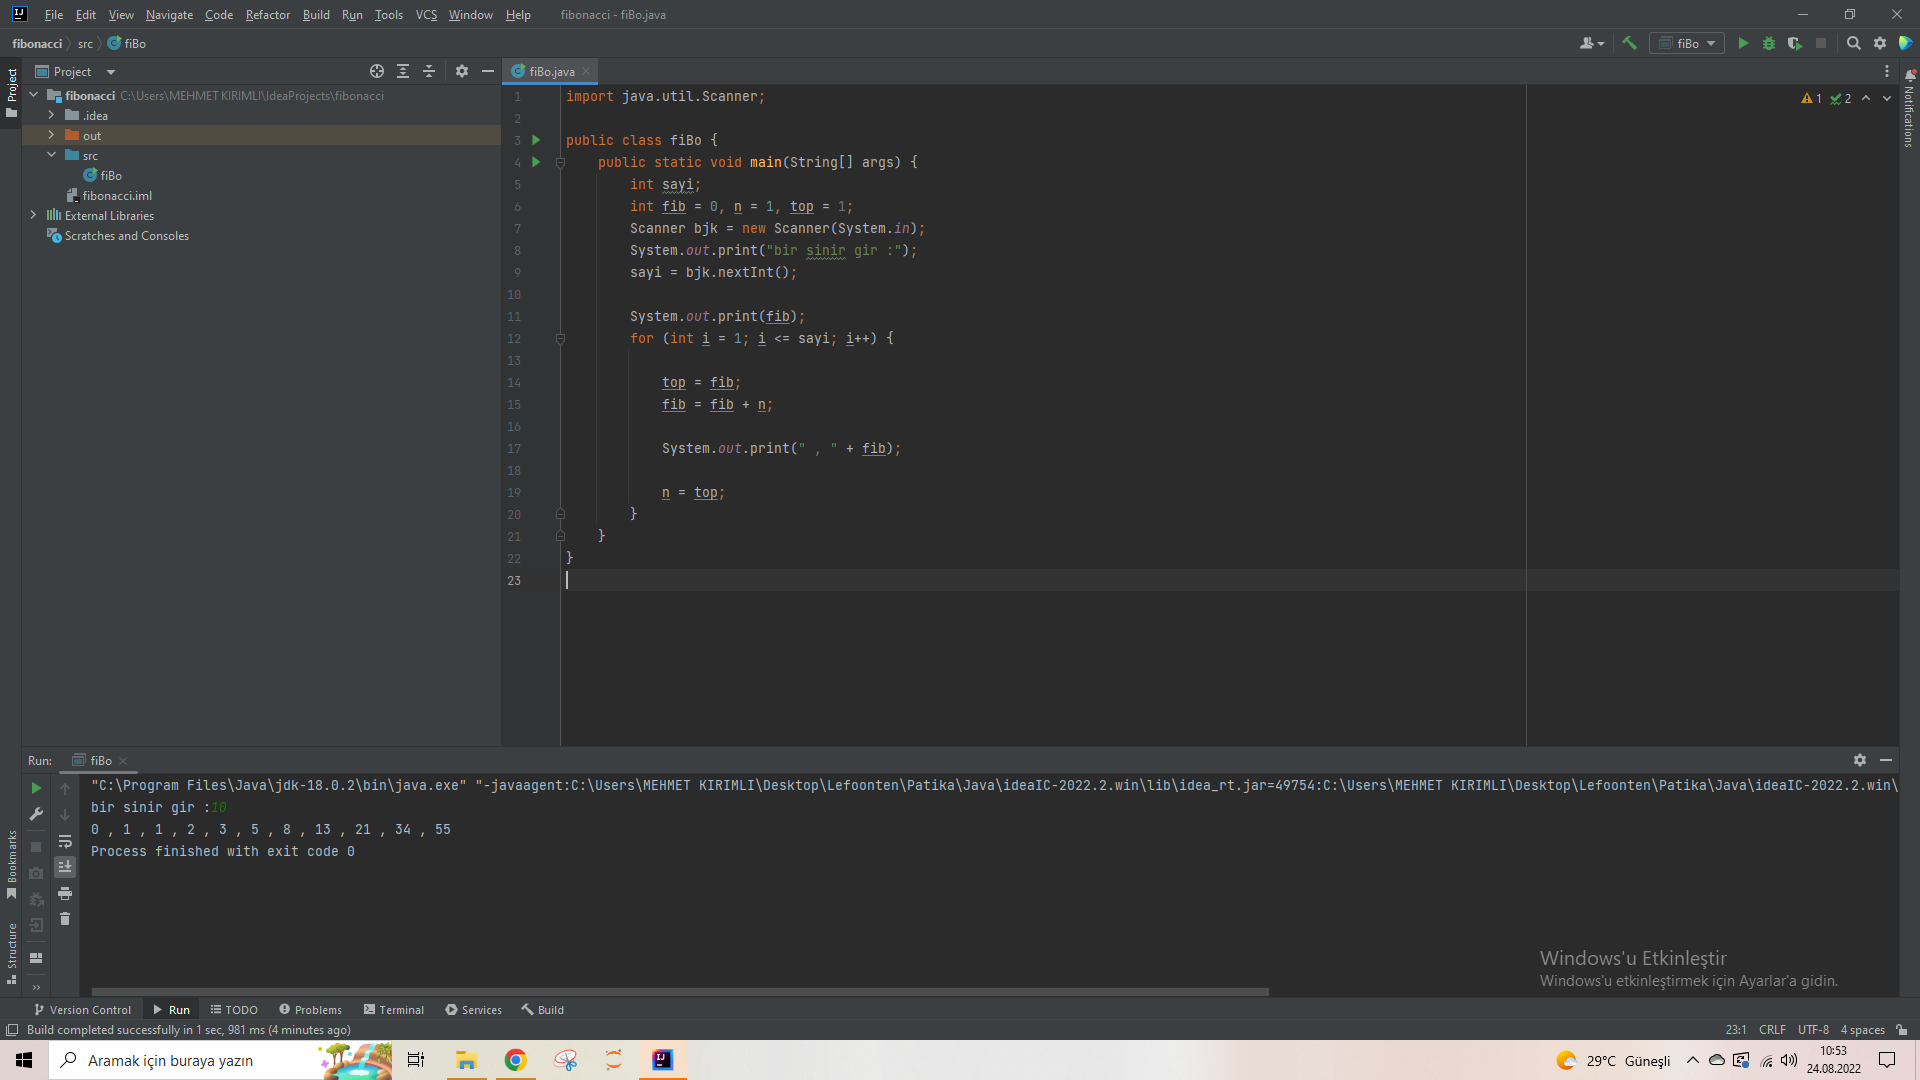 File Edit View Navigate Code Refactor Build Run Tools VCS Window Help fibonacci - fiBo.java
fibonacci src fiBo
fiBo
Project
fiBo.java
Project
Notifications
fibonacci C:\Users\MEHMET KIRIMLI\IdeaProjects\fibonacci
.idea
out
src
fiBo
fibonacci.iml
External Libraries
Scratches and Consoles
1 2
1 import java.util.Scanner;
2
3 public class fiBo {
4 public static void main(String[] args) {
5 int sayi;
6 int fib = 0, n = 1, top = 1;
7 Scanner bjk = new Scanner(System.in);
8 System.out.print("bir sinir gir :");
9 sayi = bjk.nextInt();
10
11 System.out.print(fib);
12 for (int i = 1; i <= sayi; i++) {
13
14 top = fib;
15 fib = fib + n;
16
17 System.out.print(" , " + fib);
18
19 n = top;
20 }
21 }
22 }
23
Run: fiBo
"C:\Program Files\Java\jdk-18.0.2\bin\java.exe" "-javaagent:C:\Users\MEHMET KIRIMLI\Desktop\Lefoonten\Patika\Java\ideaIC-2022.2.win\lib\idea_rt.jar=49754:C:\Users\MEHMET KIRIMLI\Desktop\Lefoonten\Patika\Java\ideaIC-2022.2.win\
bir sinir gir :10
0 , 1 , 1 , 2 , 3 , 5 , 8 , 13 , 21 , 34 , 55
Process finished with exit code 0
Bookmarks
Structure
Windows'u Etkinleştir
Windows'u etkinleştirmek için Ayarlar'a gidin.
Version Control Run TODO Problems Terminal Services Build
Build completed successfully in 1 sec, 981 ms (4 minutes ago)
23:1 CRLF UTF-8 4 spaces
Aramak için buraya yazın
29°C Güneşli
10:53
24.08.2022